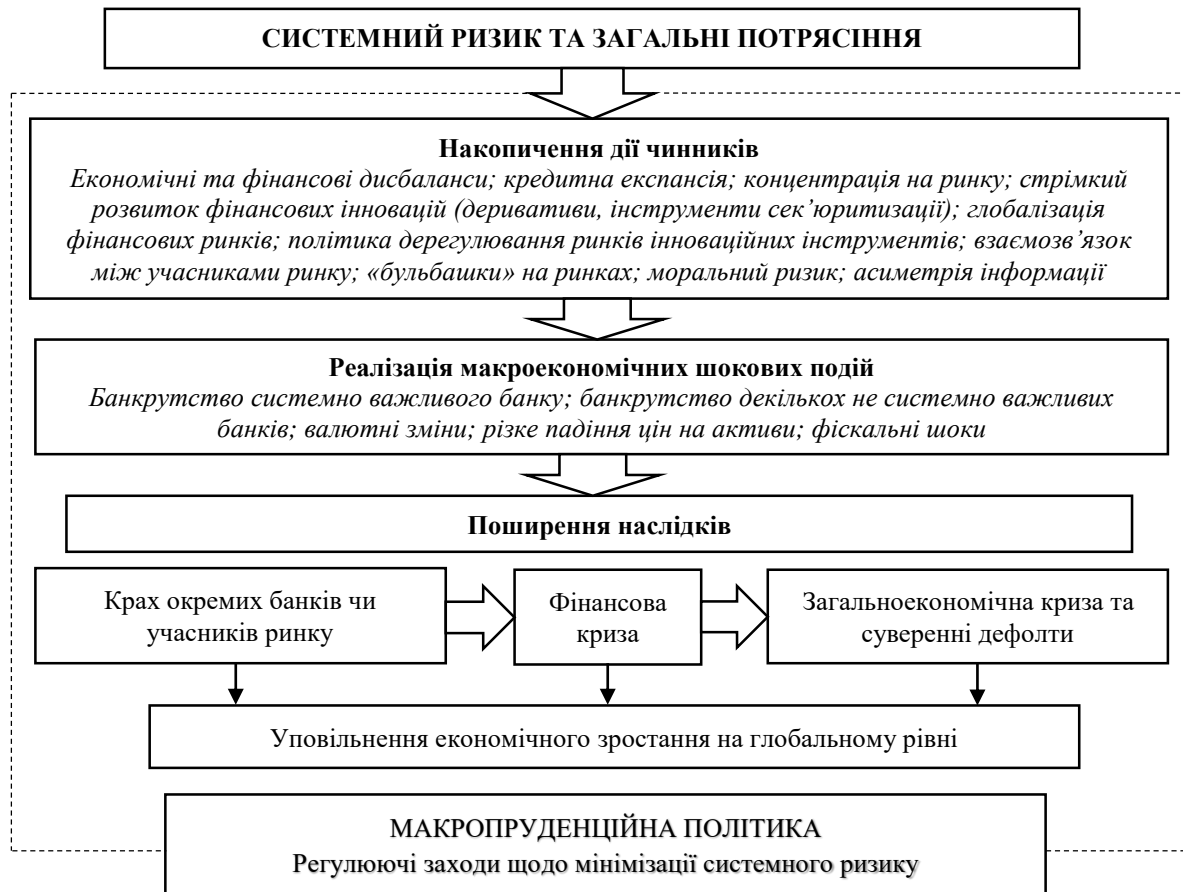 СИСТЕМНИЙ РИЗИК ТА ЗАГАЛЬНІ ПОТРЯСІННЯ
Накопичення дії чинників
Економічні та фінансові дисбаланси; кредитна експансія; концентрація на ринку; стрімкий
розвиток фінансових інновацій (деривативи, інструменти сек’юритизації); глобалізація
фінансових ринків; політика дерегулювання ринків інноваційних інструментів; взаємозв’язок
між учасниками ринку; «бульбашки» на ринках; моральний ризик; асиметрія інформації
Реалізація макроекономічних шокових подій
Банкрутство системно важливого банку; банкрутство декількох не системно важливих
банків; валютні зміни; різке падіння цін на активи; фіскальні шоки
Поширення наслідків
Крах окремих банків чи
учасників ринку
Фінансова
криза
Загальноекономічна криза та
суверенні дефолти
Уповільнення економічного зростання на глобальному рівні
МАКРОПРУДЕНЦІЙНА ПОЛІТИКА
Регулюючі заходи щодо мінімізації системного ризику